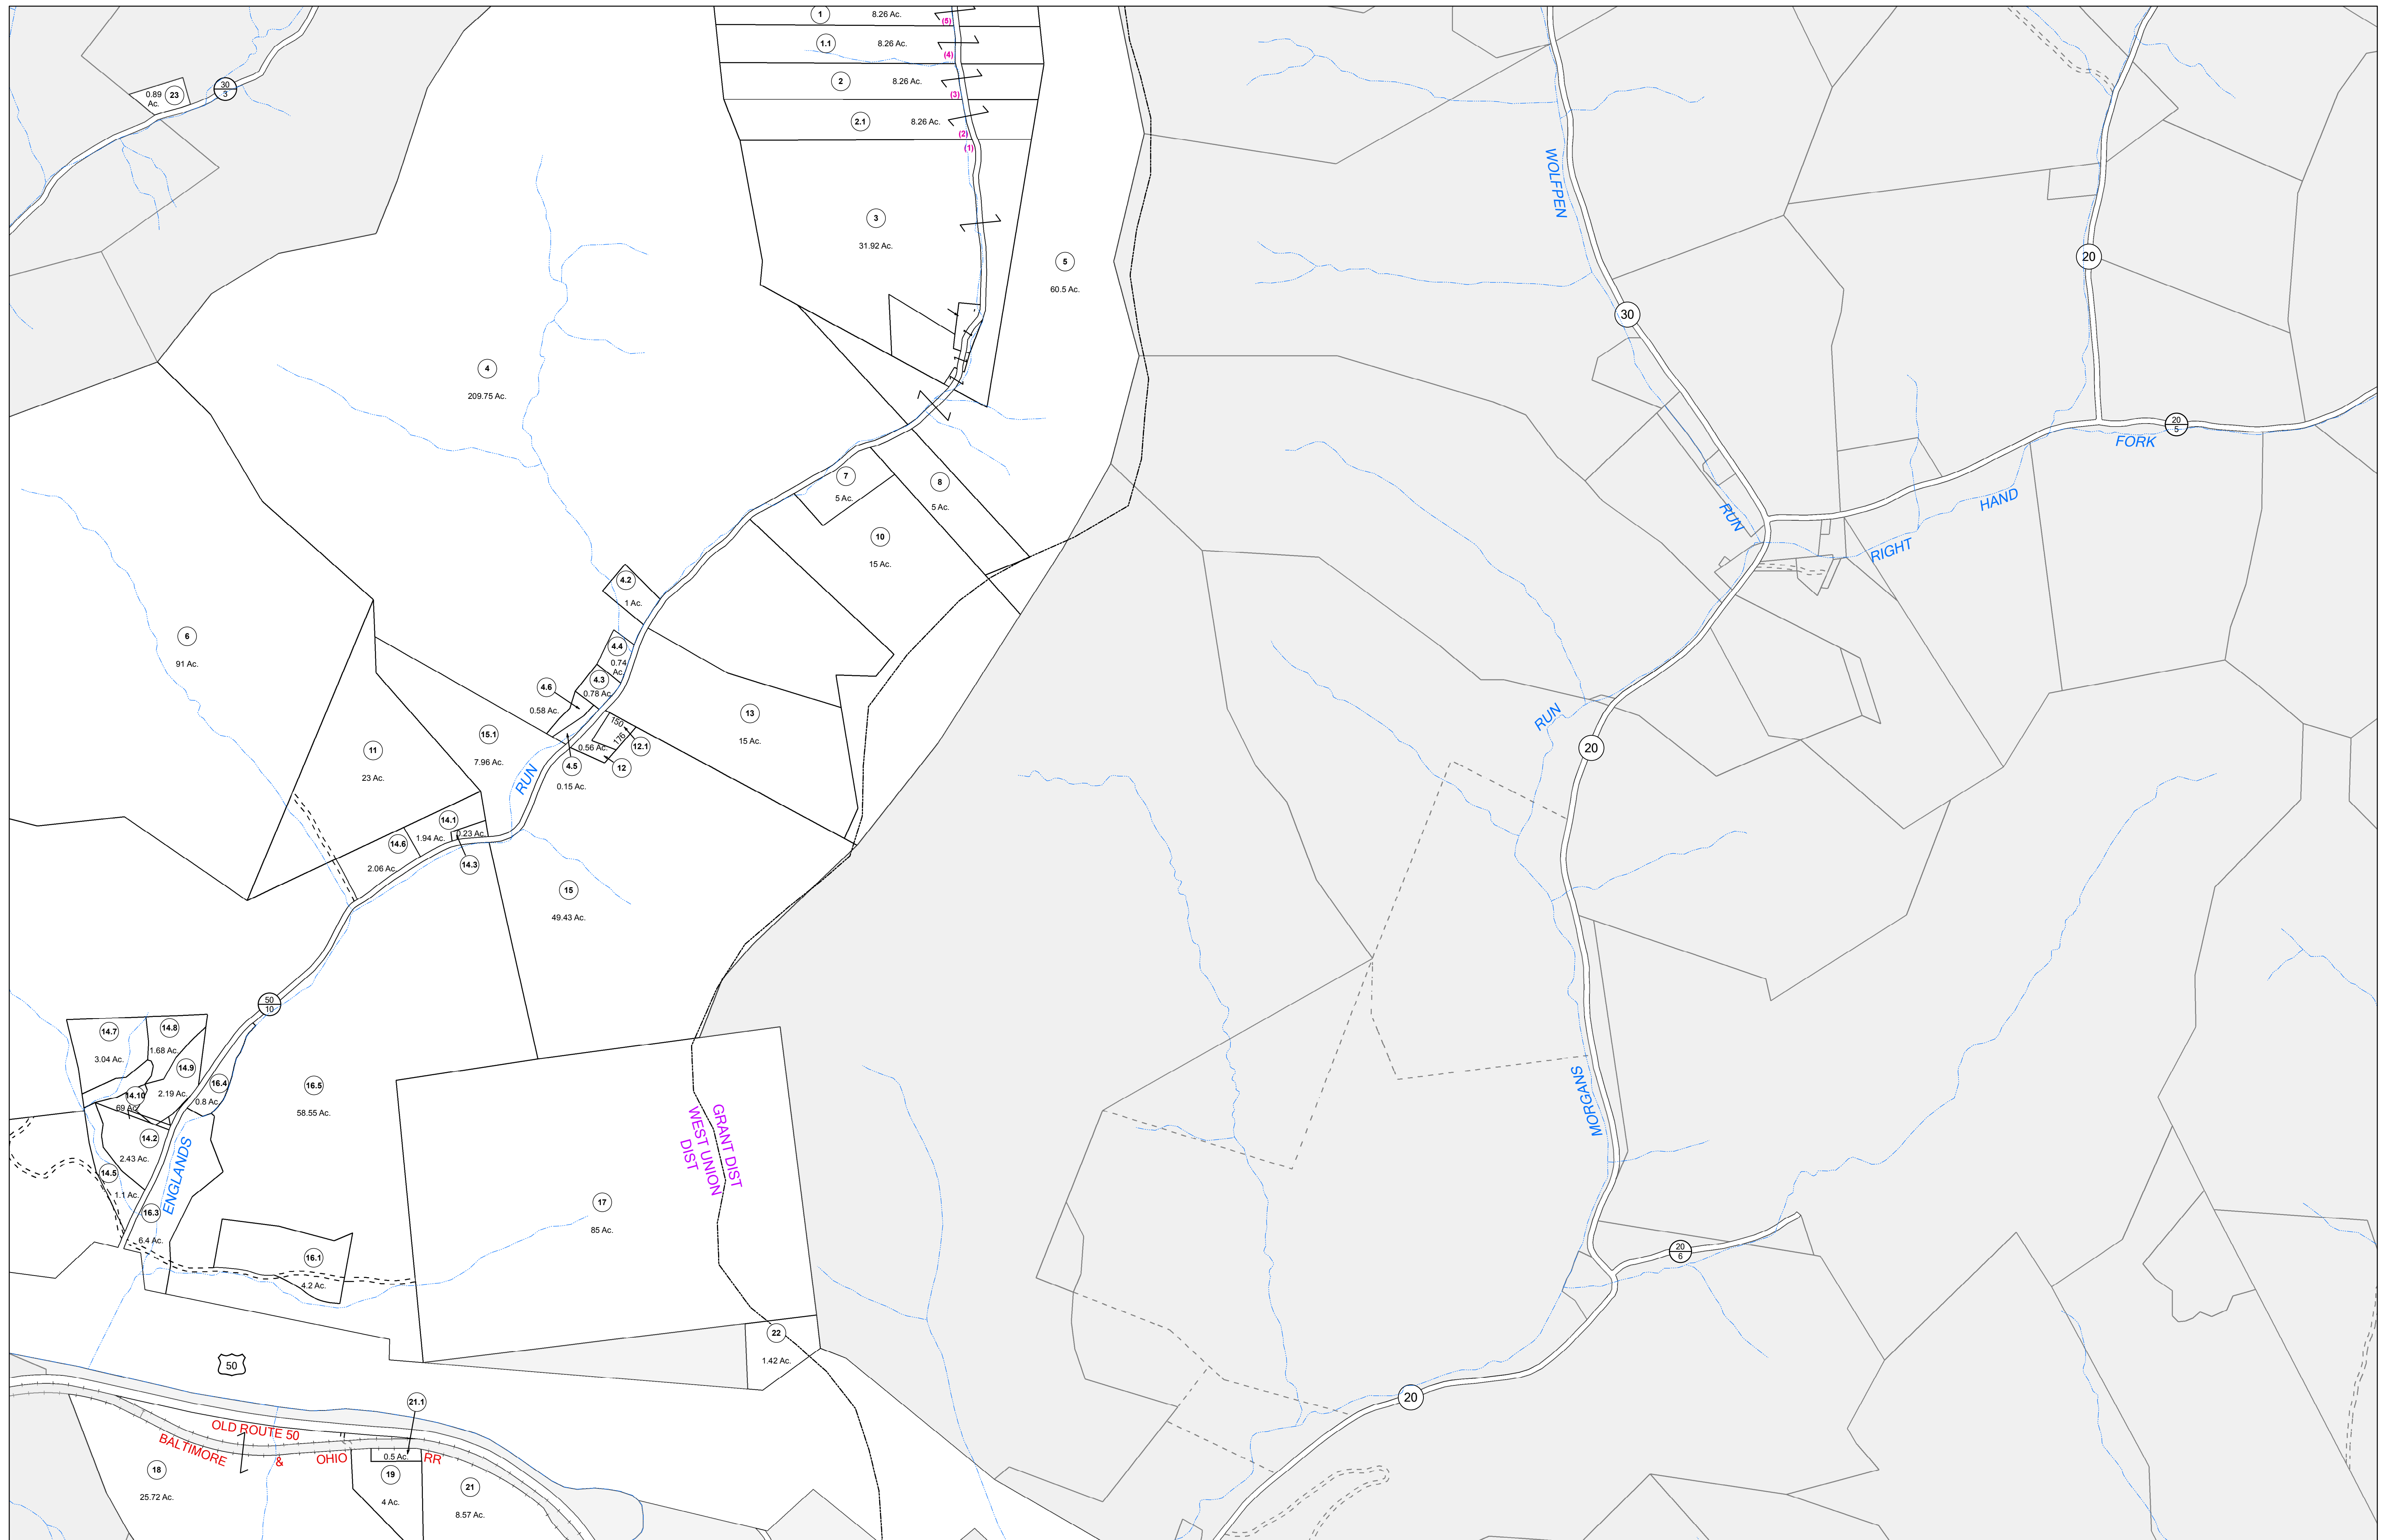 1
8.26 Ac.
(5)
1.1
8.26 Ac.
(4)
2
8.26 Ac.
(3)
2.1
8.26 Ac.
(2)
(1)
0.89
Ac.
23
30
3
3
31.92 Ac.
5
60.5 Ac.
WOLFPEN
RUN
30
20
20
5
FORK
HAND
RIGHT
4
209.75 Ac.
7
5 Ac.
8
5 Ac.
10
15 Ac.
4.2
1 Ac.
6
91 Ac.
4.4
0.74
Ac.
4.3
0.78 Ac.
4.6
0.58 Ac.
150
176
12.1
0.56 Ac.
12
4.5
0.15 Ac.
13
15 Ac.
15.1
7.96 Ac.
11
23 Ac.
RUN
RUN
20
14.1
1.94 Ac.
0.23 Ac.
14.6
2.06 Ac.
14.3
15
49.43 Ac.
50
10
14.7
3.04 Ac.
14.8
1.68 Ac.
14.9
2.19 Ac.
14.10
69 Ac.
16.4
0.8 Ac.
16.5
58.55 Ac.
14.2
2.43 Ac.
14.5
1.1 Ac.
16.3
6.4 Ac.
ENGLANDS
GRANT DIST
WEST UNION
DIST
MORGANS
17
85 Ac.
16.1
4.2 Ac.
20
6
22
1.42 Ac.
50
20
21.1
OLD ROUTE 50
BALTIMORE & OHIO RR
0.5 Ac.
18
25.72 Ac.
19
4 Ac.
21
8.57 Ac.